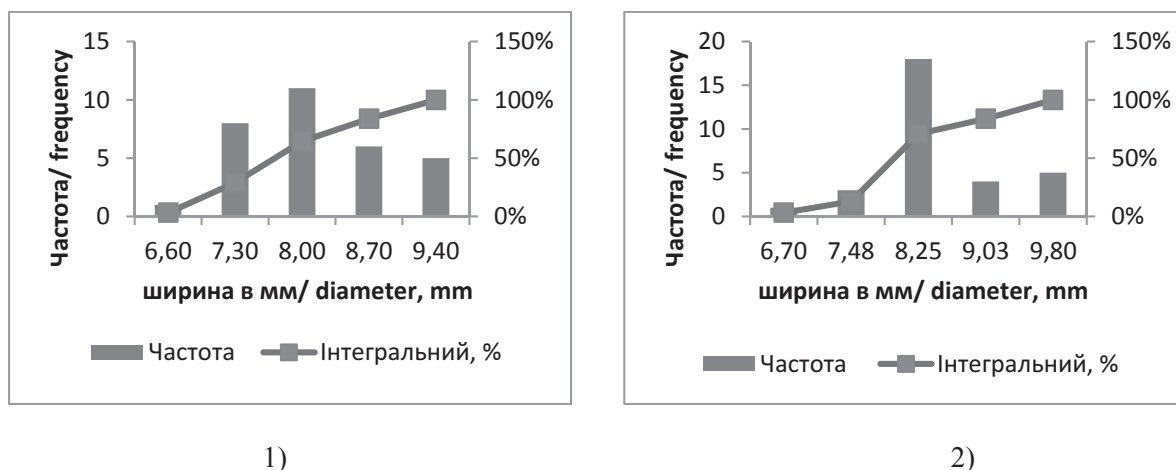 Частота/ frequency
15
10
5
0
150%
100%
50%
0%
6,60 7,30 8,00 8,70 9,40
ширина в мм/ diameter, mm
Частота Інтегральний, %
1)
Частота/ frequency
20
15
10
5
0
150%
100%
50%
0%
6,70 7,48 8,25 9,03 9,80
ширина в мм/ diameter, mm
Частота Інтегральний, %
2)